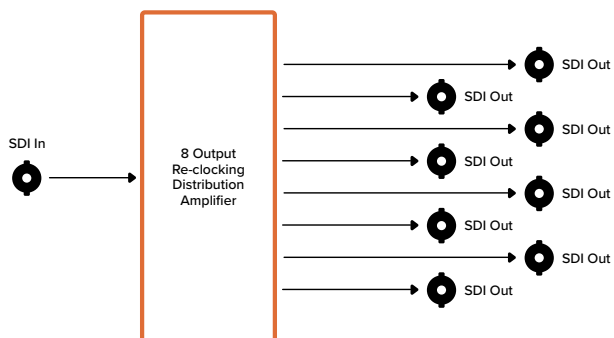 SDI In
8 Output
Re-clocking
Distribution
Amplifier
SDI Out
SDI Out
SDI Out
SDI Out
SDI Out
SDI Out
SDI Out
SDI Out